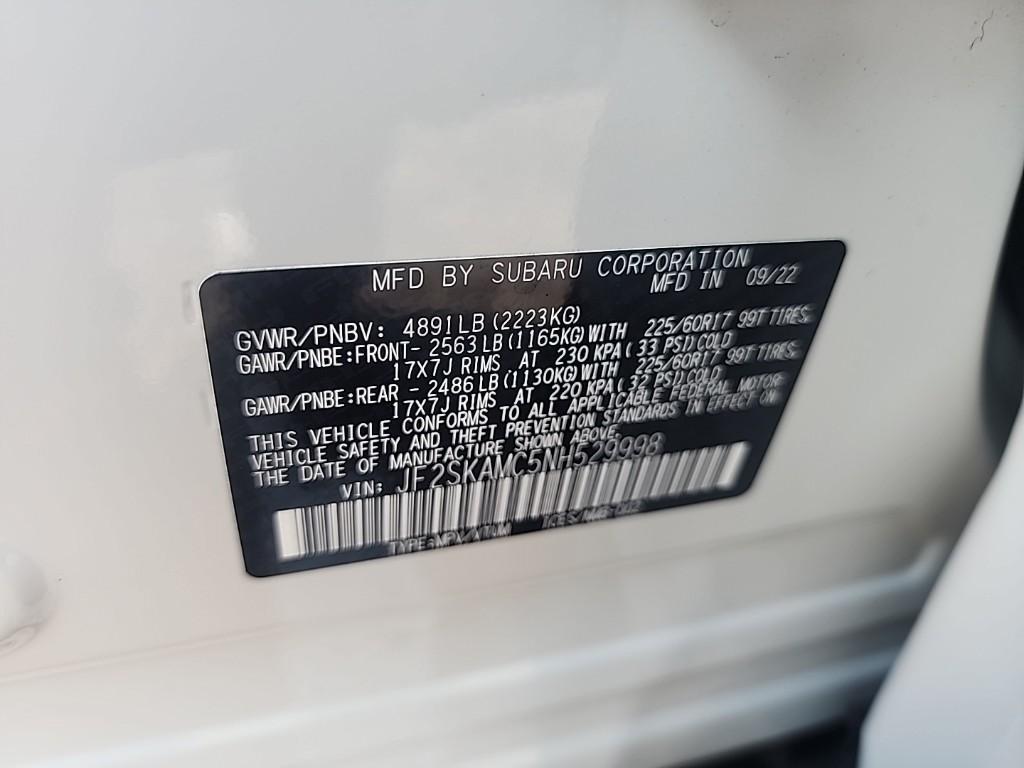 MFD BY SUBARU CORPORATION
MFD IN 09/22
GVWR/PNBV: 4891LB (2223KG)
GAWR/PNBE:FRONT- 2563LB (1165KG) WITH 225/60R17 99T TIRES
17X7J RIMS AT 230 KPA( 33 PSI) COLD
GAWR/PNBE:REAR - 2486LB (1130KG) WITH 225/60R17 99T TIRES
17X7J RIMS AT 220 KPA( 32 PSI) COLD
THIS VEHICLE CONFORMS TO ALL APPLICABLE FEDERAL MOTOR
VEHICLE SAFETY AND THEFT PREVENTION STANDARDS IN EFFECT ON
THE DATE OF MANUFACTURE SHOWN ABOVE.
VIN: JF2SKAMC5NH529998
TYPE:MPV/VTUM